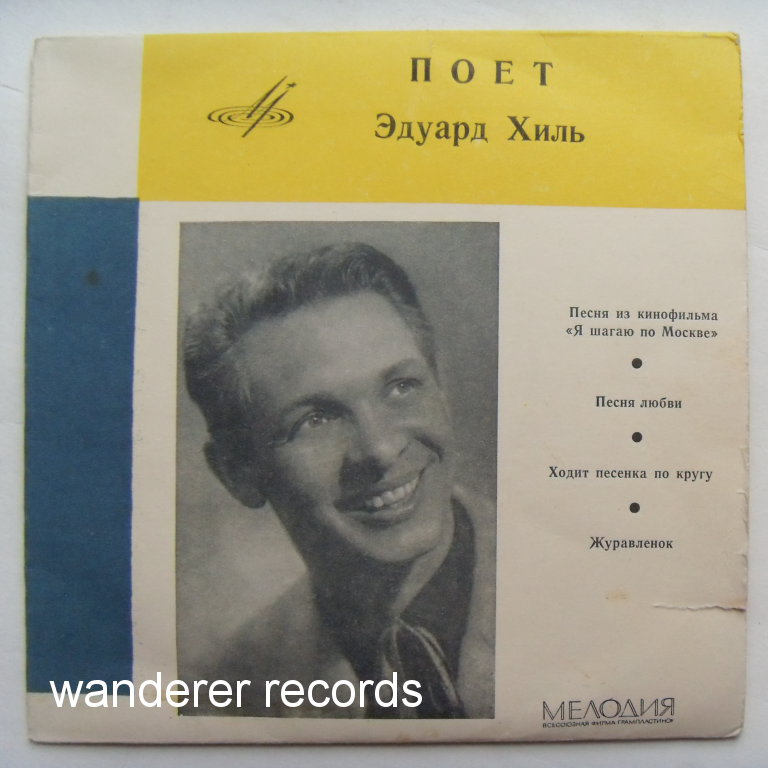 ПОЕТ
Эдуард Хиль
Песня из кинофильма
«Я шагаю по Москве»
Песня любви
Ходит песенка по кругу
Журавленок
wanderer records
МЕЛОДИЯ
ВСЕСОЮЗНАЯ ФИРМА ГРАМПЛАСТИНОК